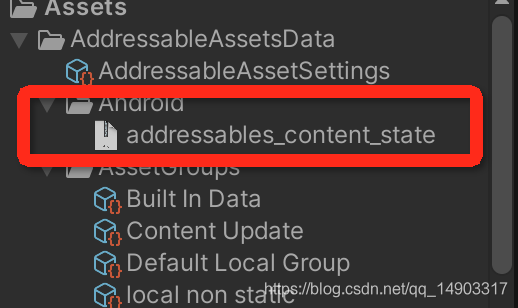 Assets
AddressableAssetsData
AddressableAssetSettings
Android
addressables_content_state
AssetGroups
Built In Data
Content Update
Default Local Group
local non static
https://blog.csdn.net/qq_14903317